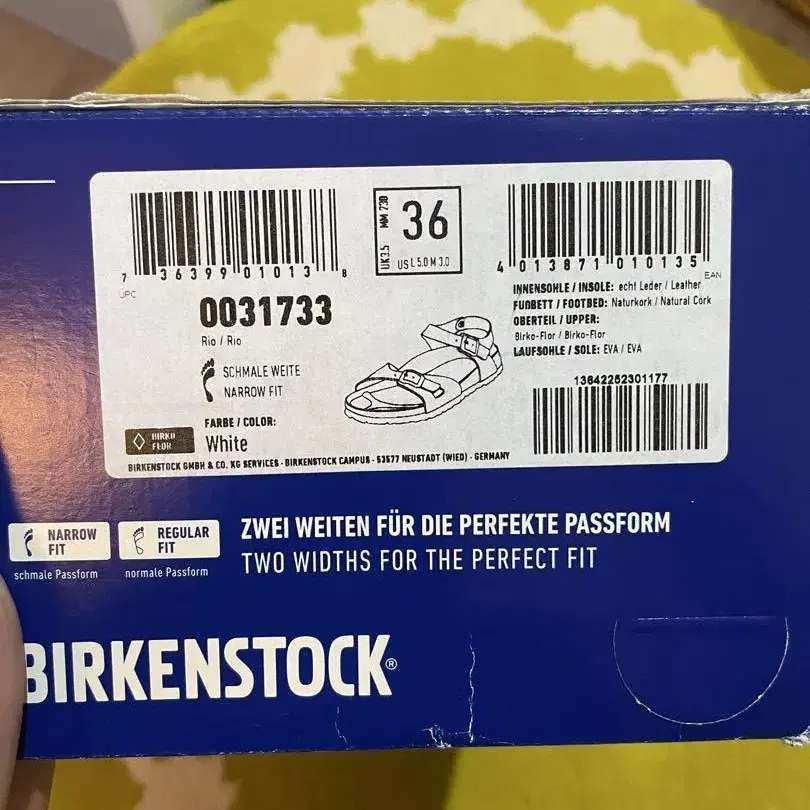 7 36399 01013 8
UPC
0031733
Rio / Rio
SCHMALE WEITE
NARROW FIT
FARBE / COLOR:
White
BIRKO
FLOR
UK3.5 MM 230
36
US L5.0 M3.0
4 013871 010135
EAN
INNENSOHLE / INSOLE: echt Leder / Leather
FUßBETT / FOOTBED: Naturkork / Natural Cork
OBERTEIL / UPPER:
Birko-Flor / Birko-Flor
LAUFSOHLE / SOLE: EVA / EVA
13642252301177
BIRKENSTOCK GMBH & CO. KG SERVICES · BIRKENSTOCK CAMPUS · 53577 NEUSTADT (WIED) · GERMANY
NARROW
FIT
schmale Passform
REGULAR
FIT
normale Passform
ZWEI WEITEN FÜR DIE PERFEKTE PASSFORM
TWO WIDTHS FOR THE PERFECT FIT
BIRKENSTOCK®